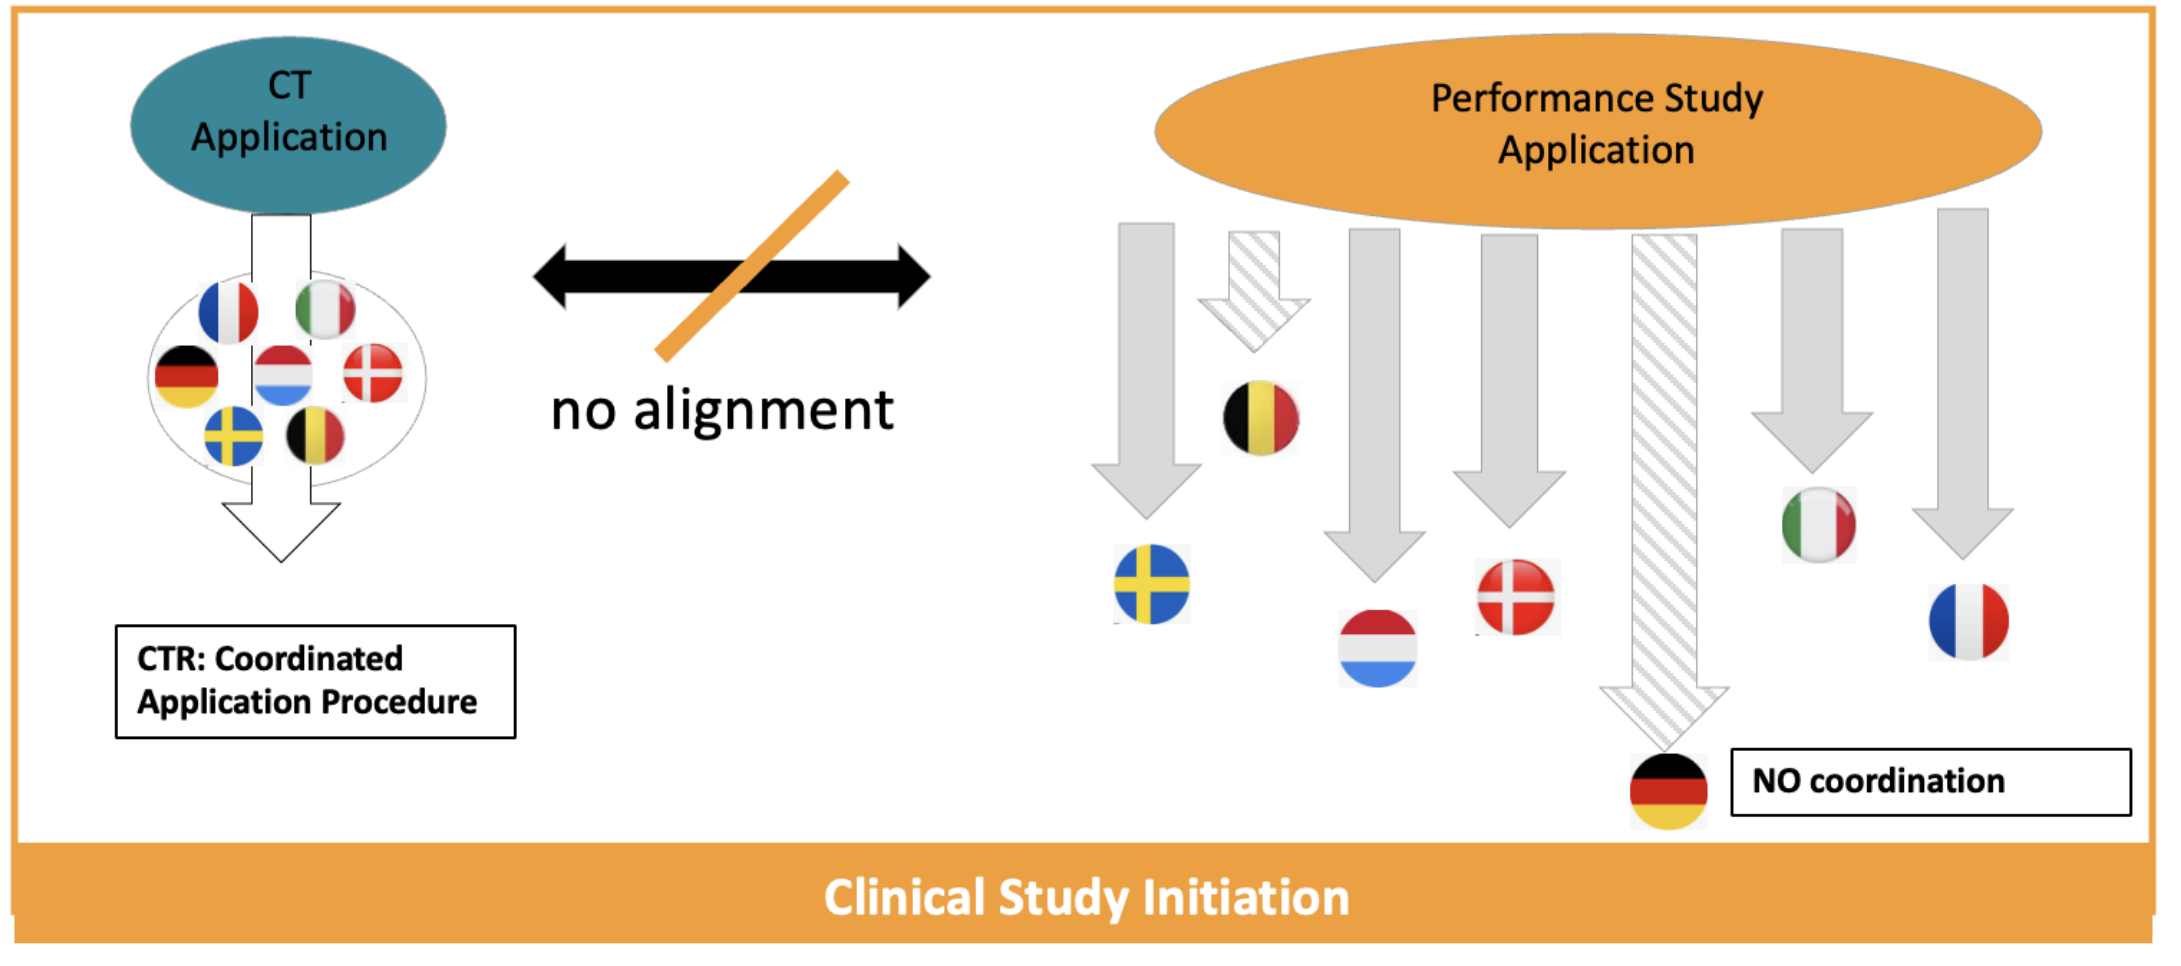 CT
Application
Performance Study
Application
no alignment
CTR: Coordinated
Application Procedure
NO coordination
Clinical Study Initiation